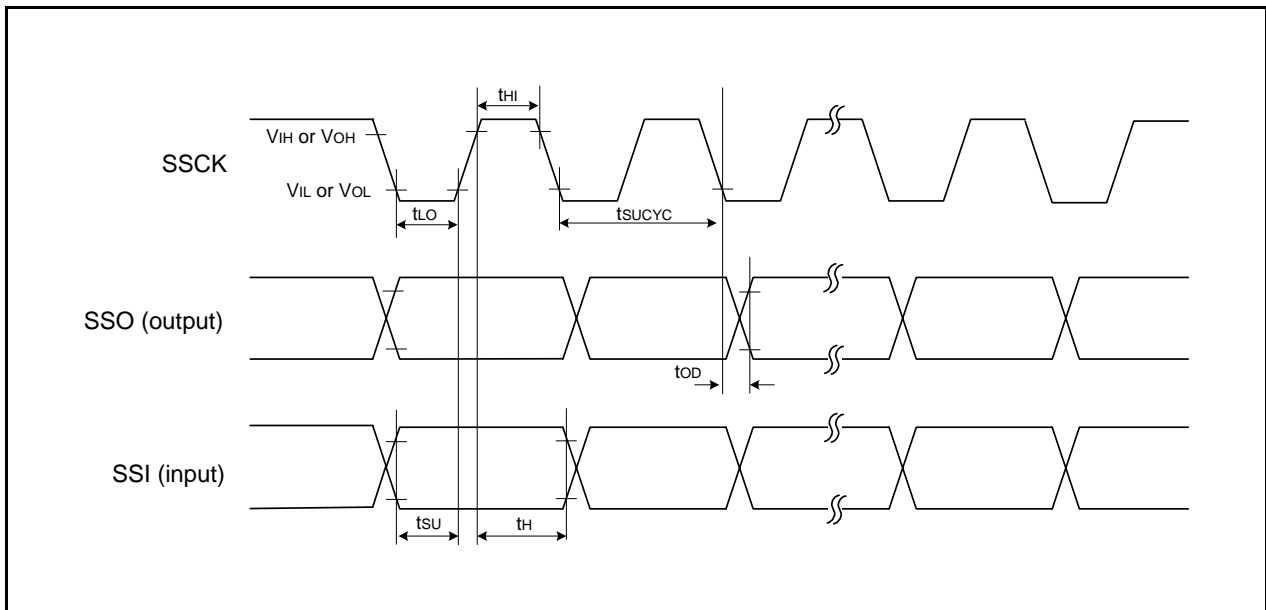 tHI
VIH or VOH
SSCK
VIL or VOL
tLO
tSUCYC
SSO (output)
tOD
SSI (input)
tSU
tH